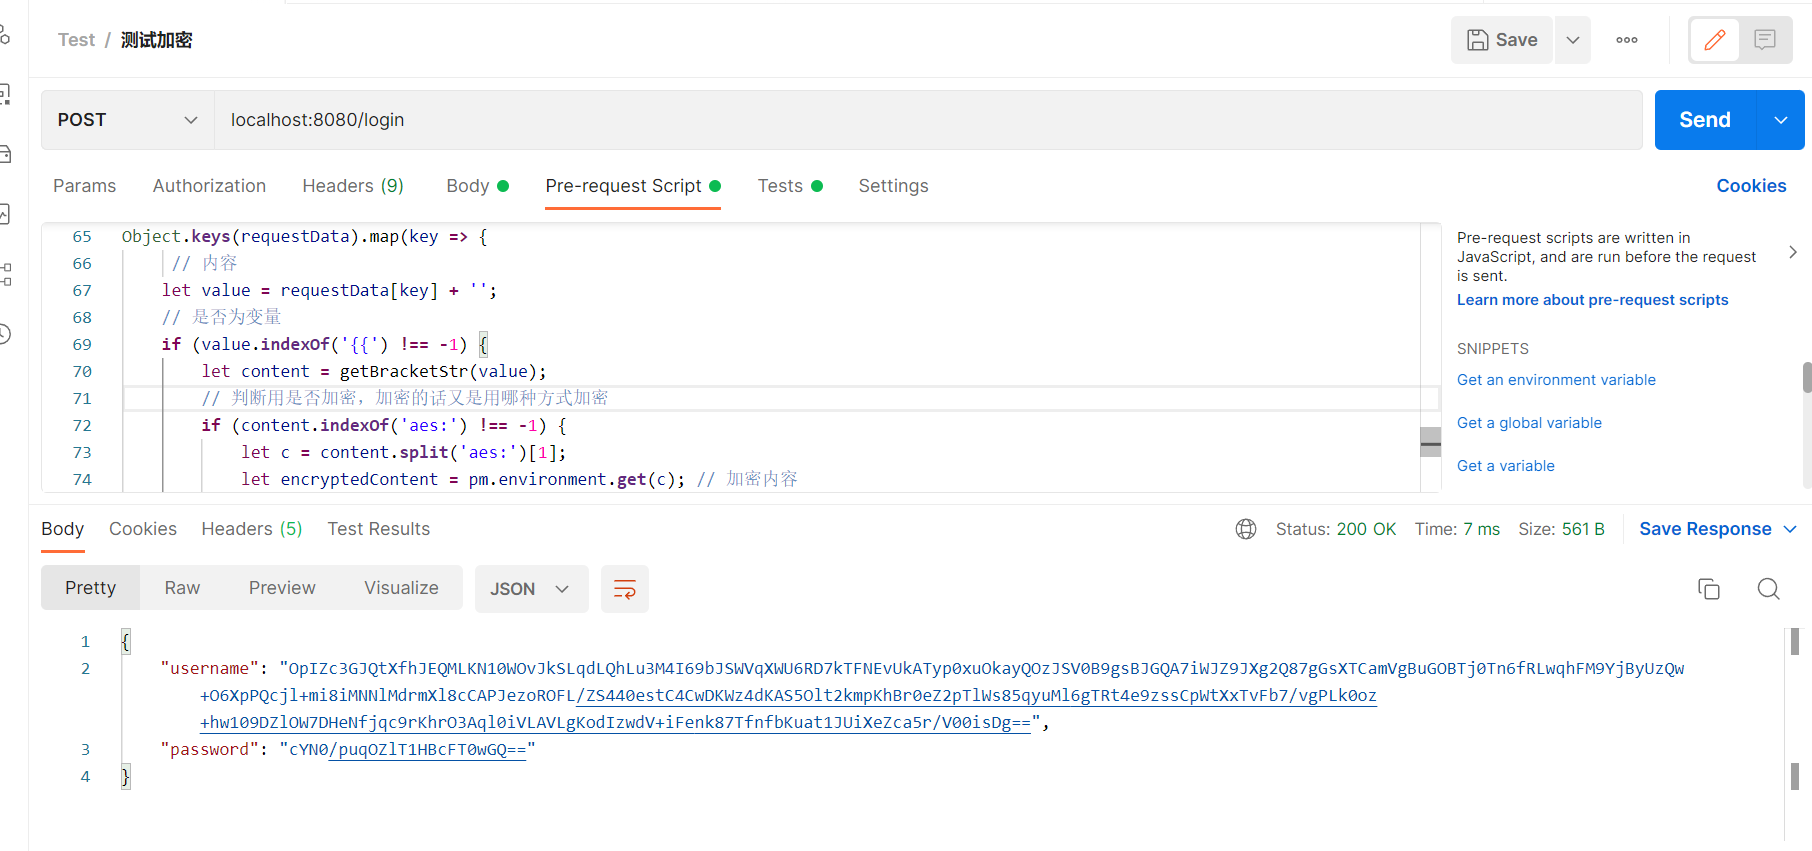 Test / 测试加密
Save
POST
localhost:8080/login
Send
Params Authorization Headers (9) Body Pre-request Script Tests Settings Cookies
65 Object.keys(requestData).map(key => {
66 // 内容
67 let value = requestData[key] + '';
68 // 是否为变量
69 if (value.indexOf('{{') !== -1) {
70 let content = getBracketStr(value);
71 // 判断用是否加密，加密的话又是用哪种方式加密
72 if (content.indexOf('aes:') !== -1) {
73 let c = content.split('aes:')[1];
74 let encryptedContent = pm.environment.get(c); // 加密内容
Pre-request scripts are written in
JavaScript, and are run before the request
is sent.
Learn more about pre-request scripts
SNIPPETS
Get an environment variable
Get a global variable
Get a variable
Body Cookies Headers (5) Test Results
Status: 200 OK Time: 7 ms Size: 561 B Save Response
Pretty Raw Preview Visualize JSON
1 {
2 "username": "OpIZc3GJQtXfhJEQMLKN10WOvJkSLqdLQhLu3M4I69bJSWVqXWU6RD7kTFNEvUkATyp0xuOkayQOzJSV0B9gsBJGQA7iWJZ9JXg2Q87gGsXTCamVgBuGOBTj0Tn6fRLwqhFM9YjByUzQw
+O6XpPQcjl+mi8iMNNlMdrmXl8cCAPJezoROFL/ZS440estC4CwDKWz4dKAS5Olt2kmpKhBr0eZ2pTlWs85qyuMl6gTRt4e9zssCpWtXxTvFb7/vgPLk0oz
+hw109DZlOW7DHeNfjqc9rKhrO3Aql0iVLAVLgKodIzwdV+iFenk87TfnfbKuat1JUiXeZca5r/V00isDg==",
3 "password": "cYN0/puqOZlT1HBcFT0wGQ=="
4 }